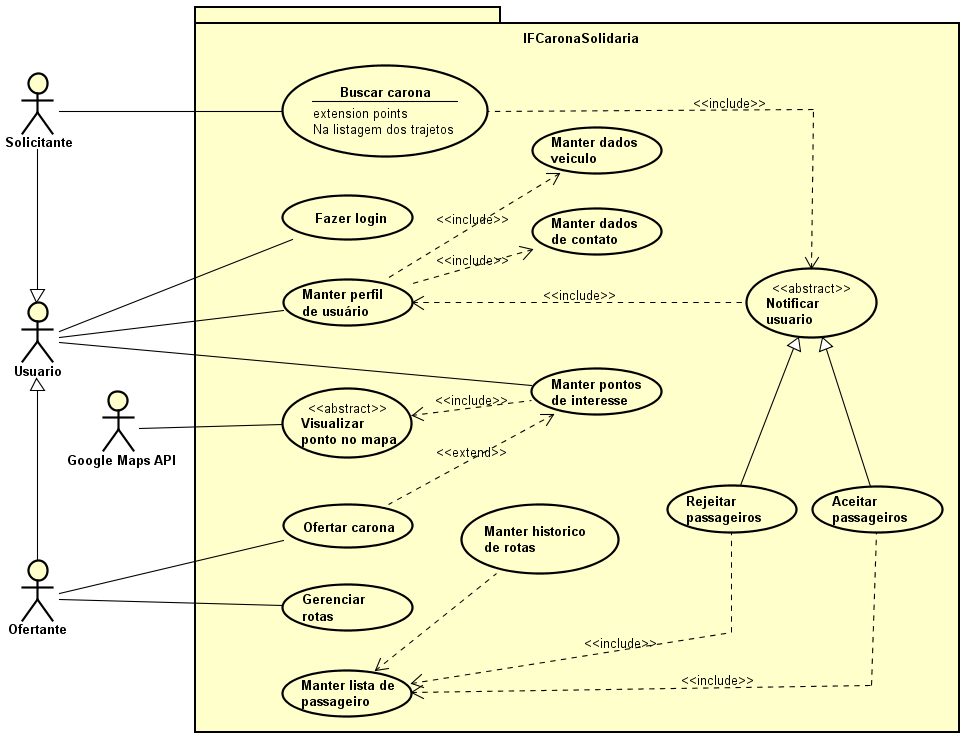 IFCaronaSolidaria
Buscar carona
extension points
Na listagem dos trajetos
<<include>>
Solicitante
Manter dados
veiculo
Fazer login
<<include>>
Manter dados
de contato
<<include>>
Manter perfil
de usuário
<<include>>
<<abstract>>
Notificar
usuario
Usuario
Manter pontos
de interesse
<<include>>
<<abstract>>
Visualizar
ponto no mapa
Google Maps API
<<extend>>
Rejeitar
passageiros
Aceitar
passageiros
Ofertar carona
Manter historico
de rotas
Gerenciar
rotas
Ofertante
<<include>>
<<include>>
Manter lista de
passageiro